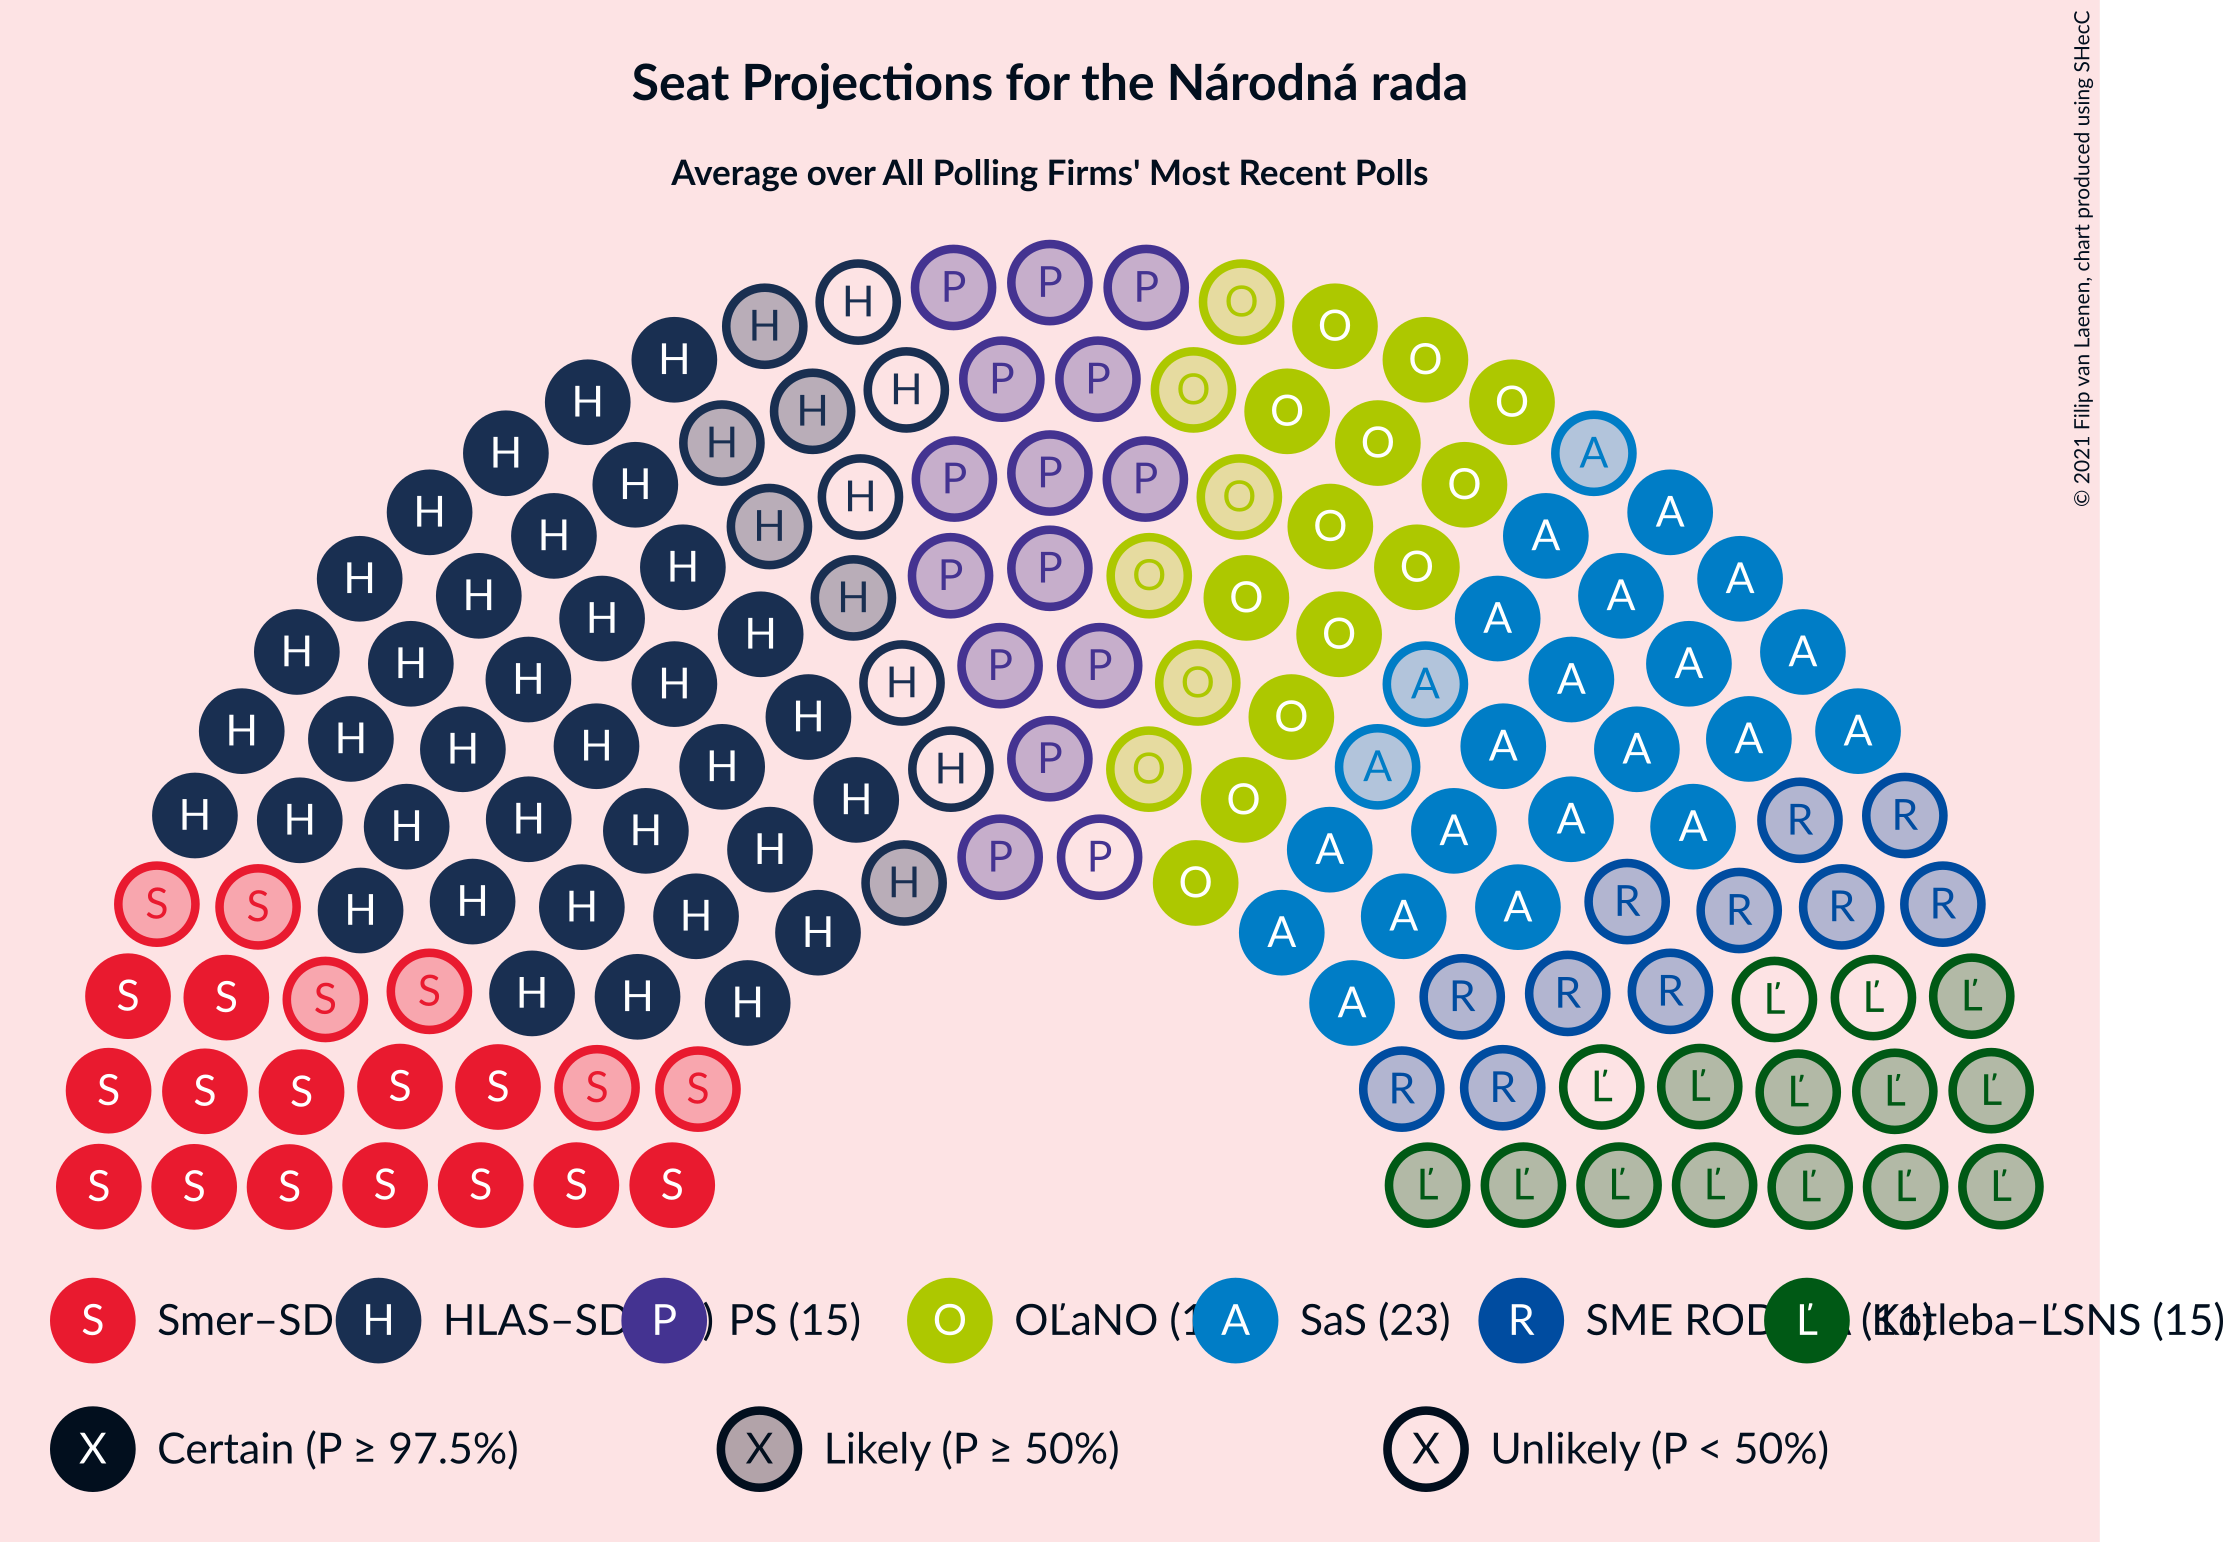 Seat Projections for the Národná rada
Average over All Polling Firms' Most Recent Polls
© 2021 Filip van Laenen, chart produced using SHecC
H P P P O
H H O O
H H H P P O O O
H H H H P P P O O O A
H H H O A A
H H H H P P O O O A A
H H H H H H H P P O O A A A A A
H H H H H H H P O O A A A A A
H H H H H H H P P O A A A A R R
S S H H H H H H O A A A R R R R
S S S S H H H A R R R Ľ Ľ Ľ
S S S S S S S R R Ľ Ľ Ľ Ľ Ľ
S S S S S S S Ľ Ľ Ľ Ľ Ľ Ľ Ľ
S Smer–SD H HLAS–SD P PS (15) O OĽaNO A SaS (23) R SME (11) Ľ Kotleba–ĽSNS (15)
X Certain (P ≥ 97.5%) X Likely (P ≥ 50%) X Unlikely (P < 50%)